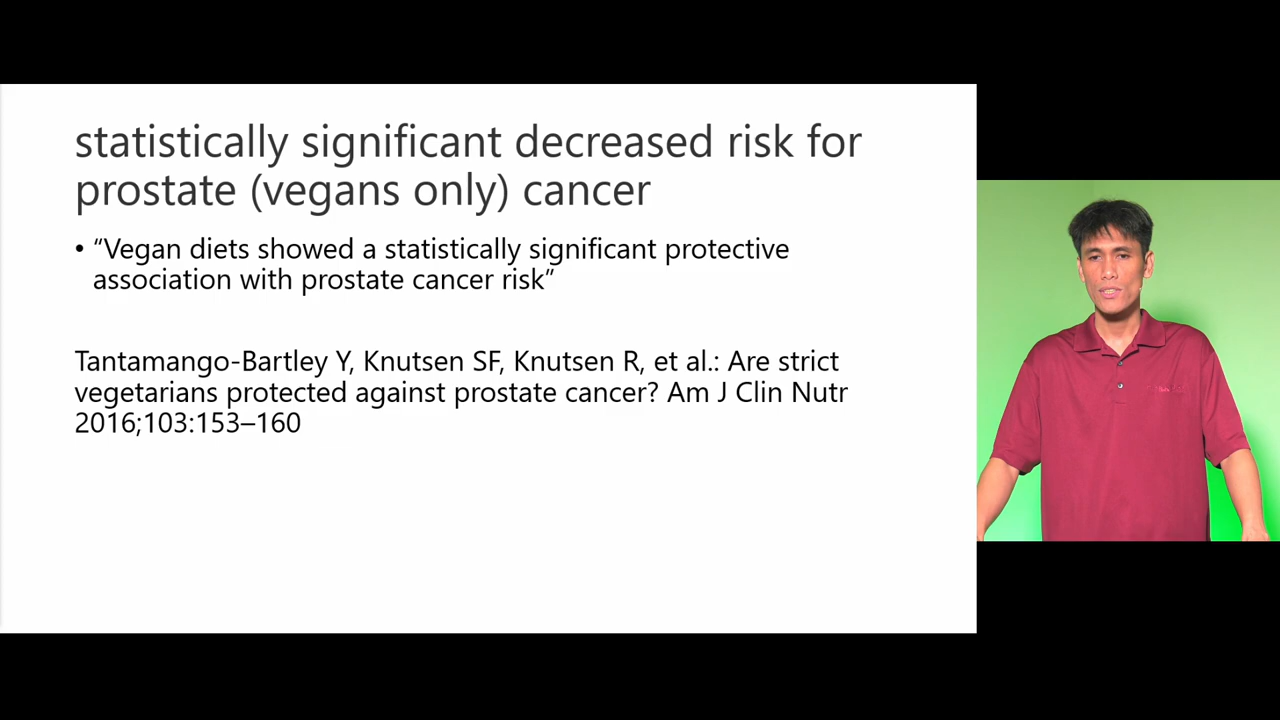 statistically significant decreased risk for
prostate (vegans only) cancer
• “Vegan diets showed a statistically significant protective
association with prostate cancer risk”
Tantamango-Bartley Y, Knutsen SF, Knutsen R, et al.: Are strict
vegetarians protected against prostate cancer? Am J Clin Nutr
2016;103:153–160